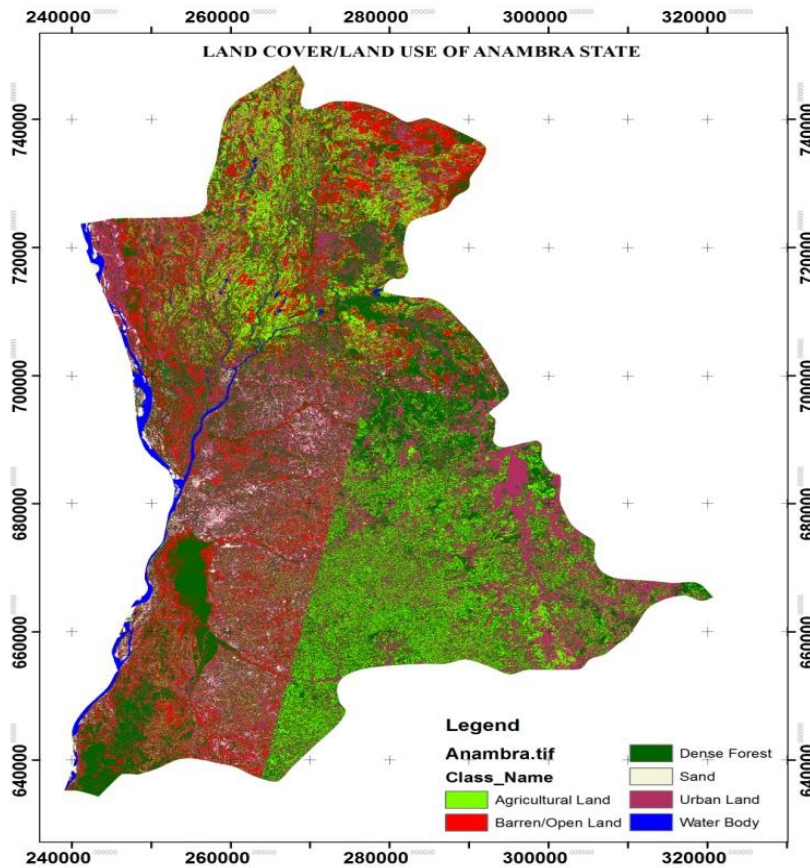 240000 260000 280000 300000 320000
LAND COVER/LAND USE OF ANAMBRA STATE
740000 740000
720000 720000
700000 700000
680000 680000
660000 660000
640000 640000
Legend
Anambra.tif
Class_Name
Agricultural Land
Barren/Open Land
Dense Forest
Sand
Urban Land
Water Body
240000 260000 280000 300000 320000